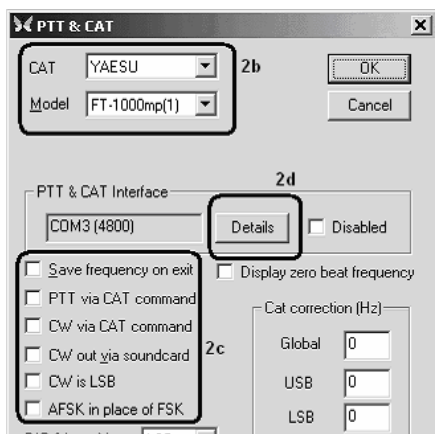 PTT & CAT
CAT YAESU 2b OK
Model FT-1000mp(1) Cancel
2d
PTT & CAT Interface
COM3 (4800) Details Disabled
Save frequency on exit Display zero beat frequency
PTT via CAT command
Cat correction (Hz)
CW via CAT command
Global 0
CW out via soundcard 2c
CW is LSB
USB 0
AFSK in place of FSK
LSB 0